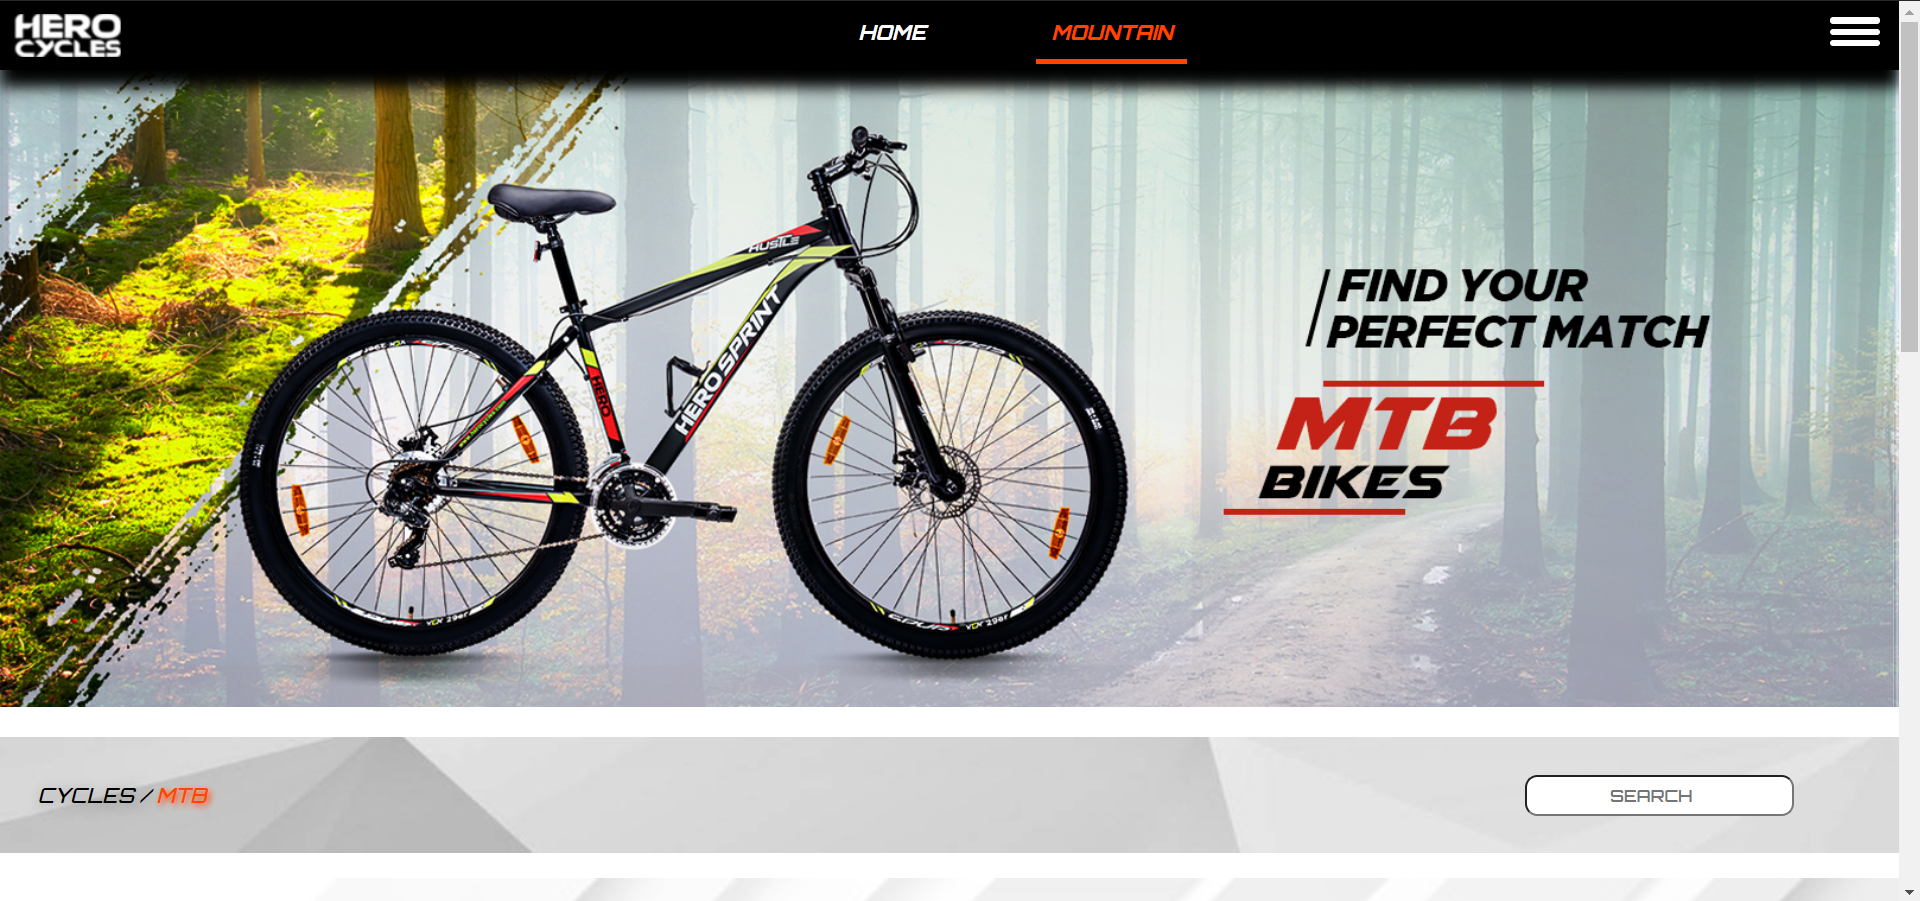 HERO
CYCLES
HOME
MOUNTAIN
HUSTLE
HERO SPRINT
HERO
FIND YOUR
PERFECT MATCH
MTB
BIKES
CYCLES / MTB
SEARCH